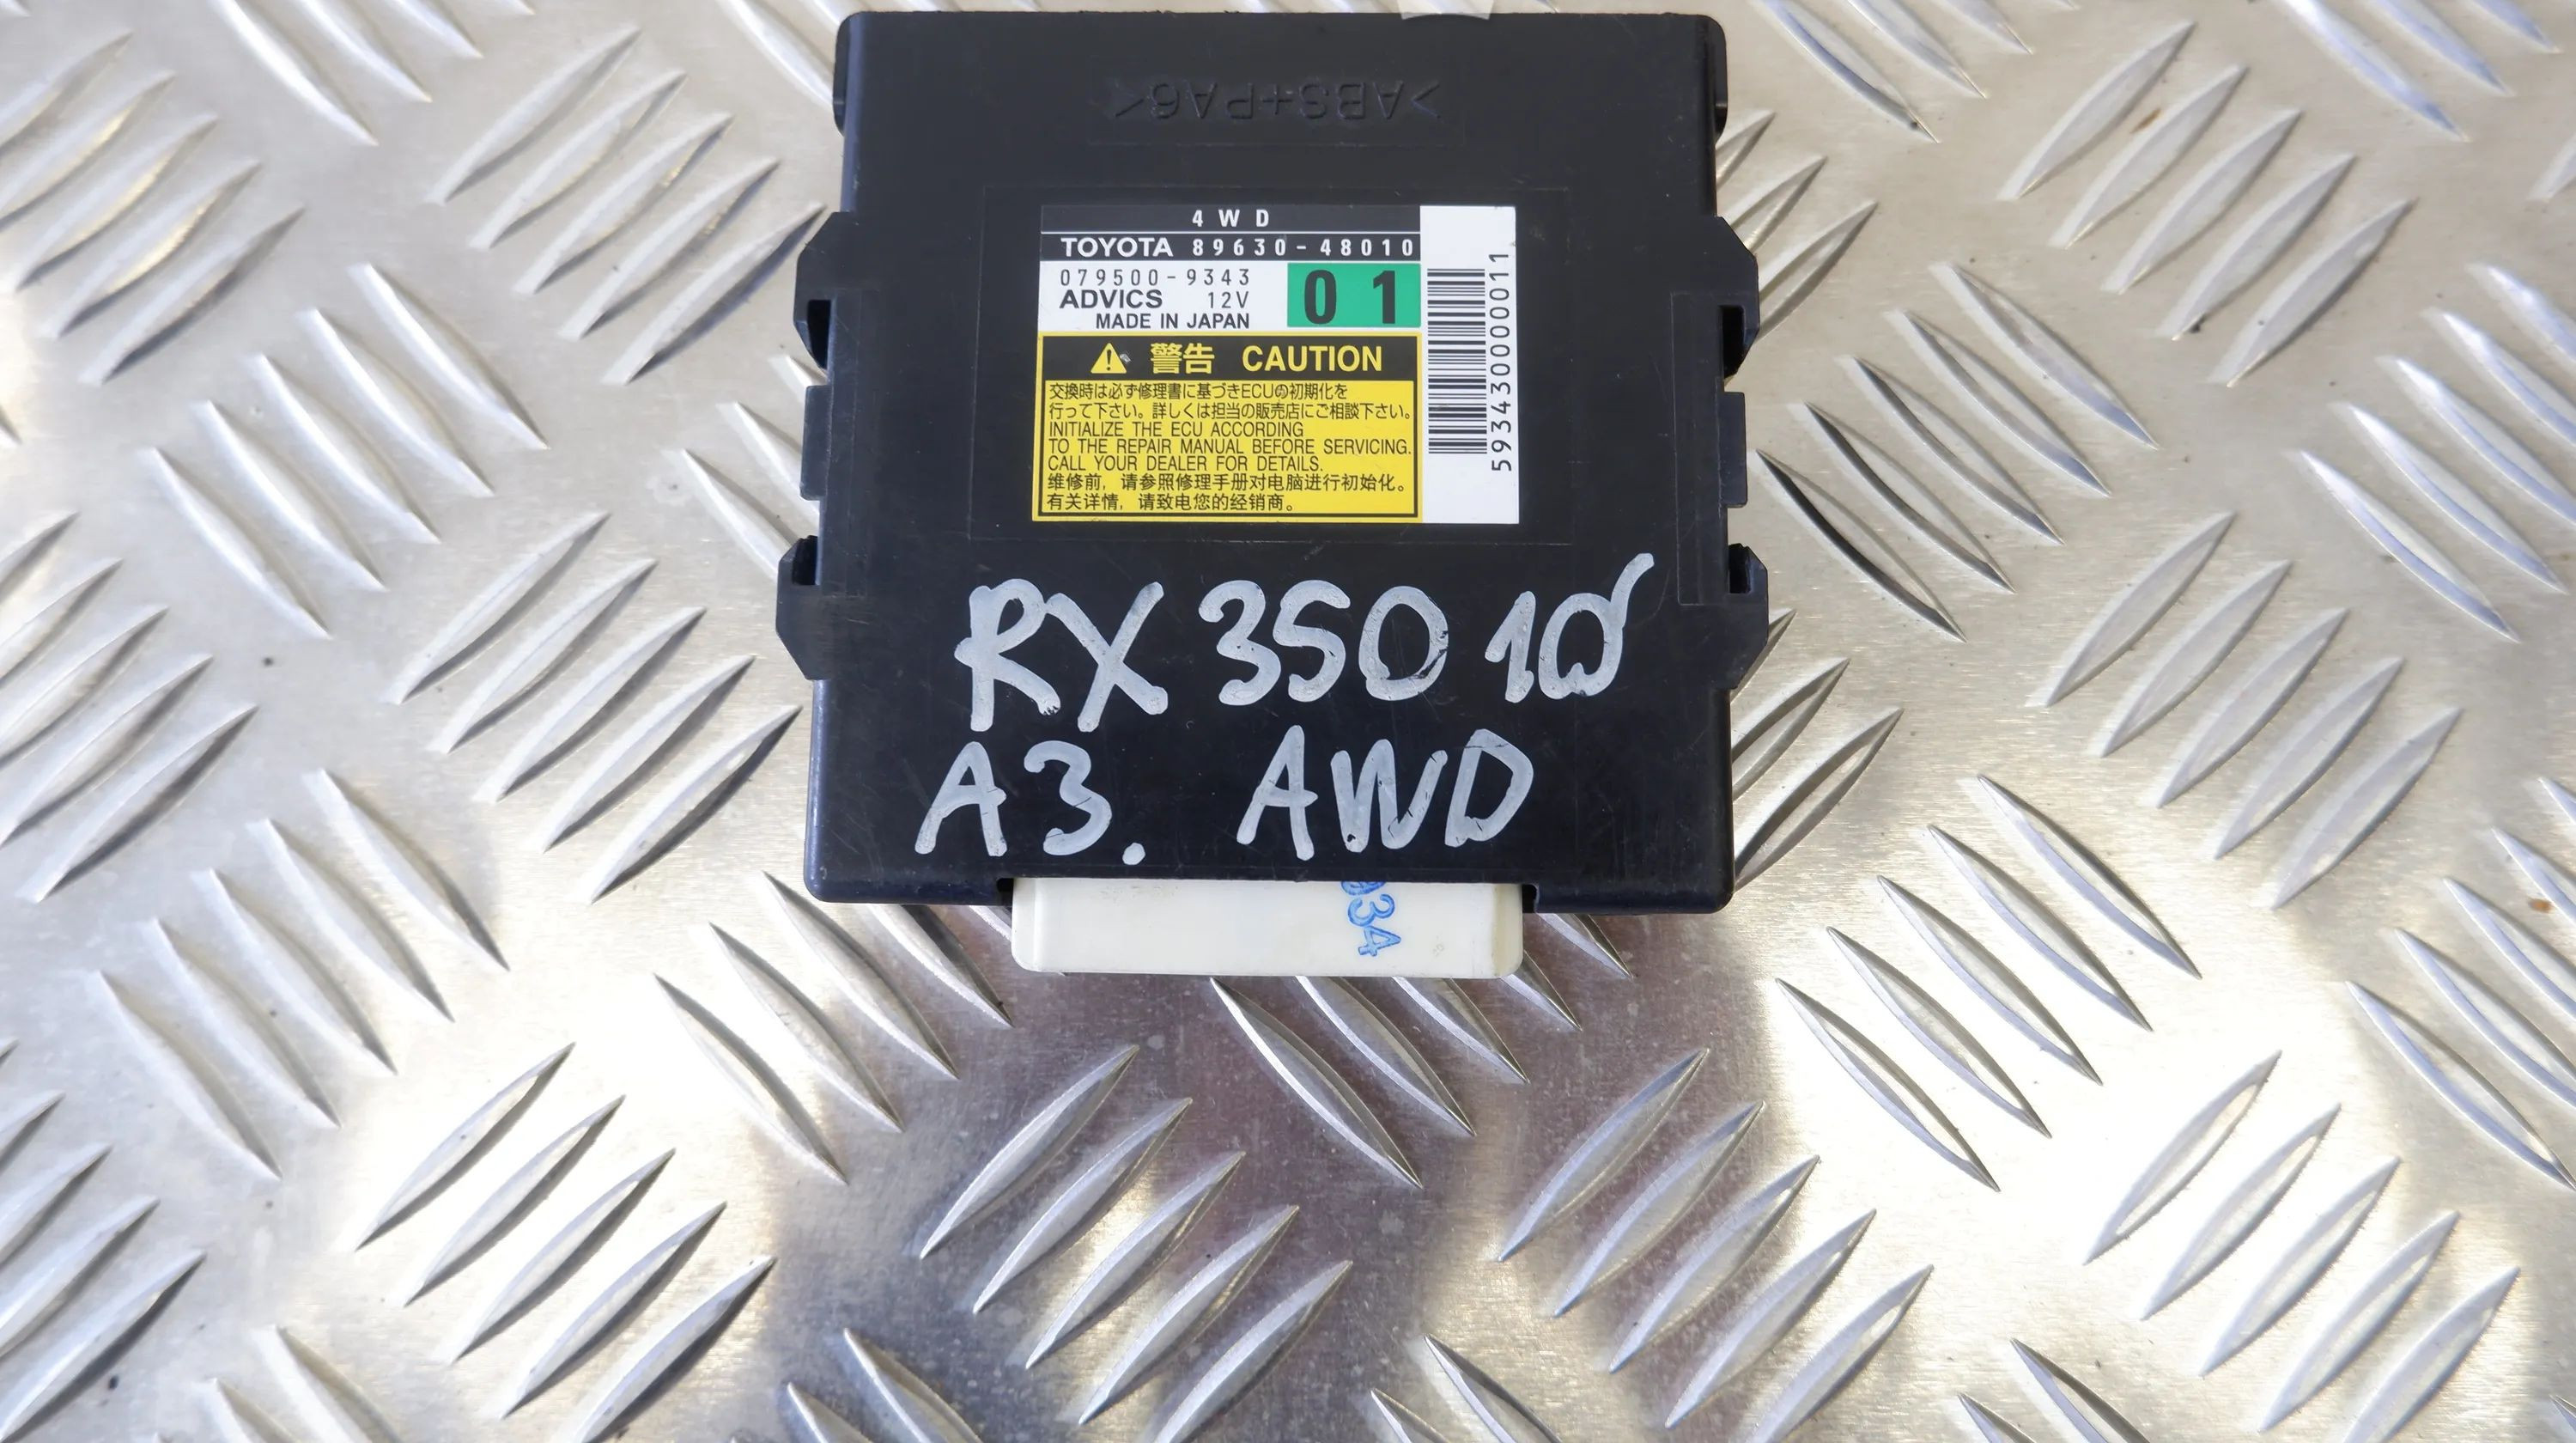 >ABS+PA6<
4WD
TOYOTA 89630-48010
079500-9343
ADVICS 12V
MADE IN JAPAN
01
5934300000011
警告 CAUTION
交換時は必ず修理書に基づきECUの初期化を
行って下さい。詳しくは担当の販売店にご相談下さい。
INITIALIZE THE ECU ACCORDING
TO THE REPAIR MANUAL BEFORE SERVICING.
CALL YOUR DEALER FOR DETAILS.
维修前，请参照修理手册对电脑进行初始化。
有关详情，请致电您的经销商。
RX 350 10
A3. AWD